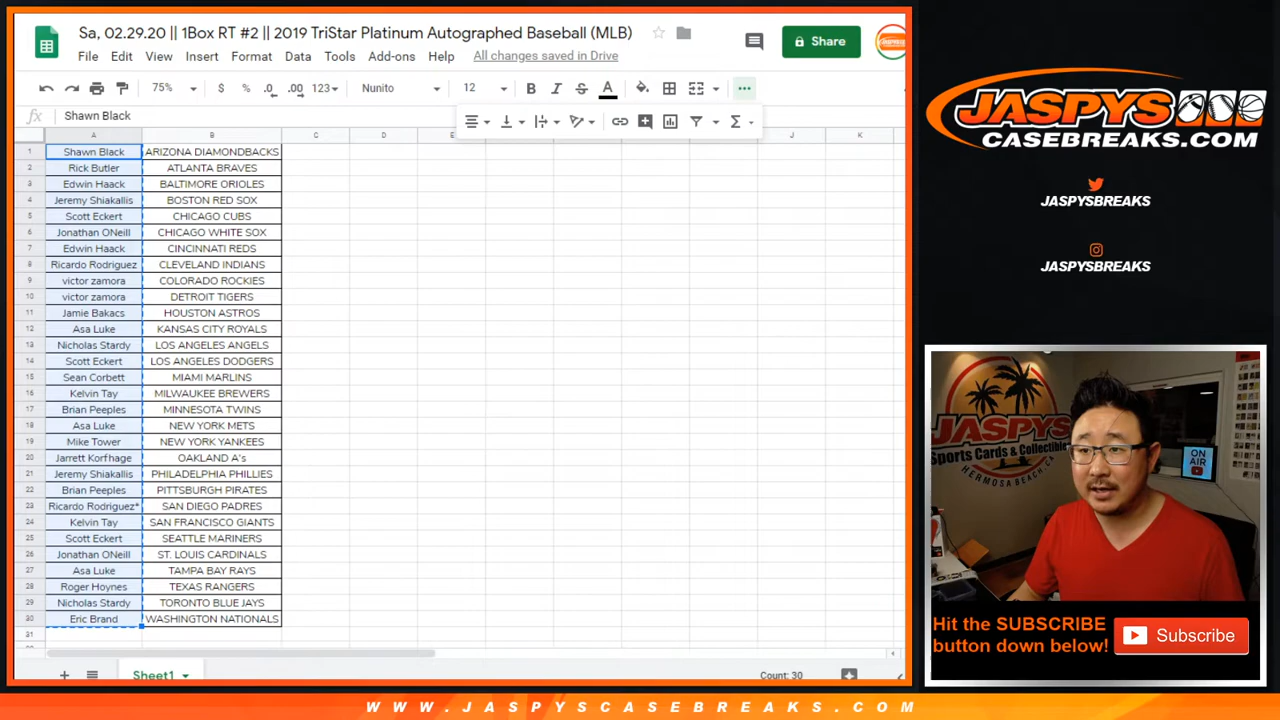 Sa, 02.29.20 || 1Box RT #2 || 2019 TriStar Platinum Autographed Baseball (MLB)
File Edit View Insert Format Data Tools Add-ons Help All changes saved in Drive
Share
75% $ % .0 .00 123 Nunito 12 B I S A
fx Shawn Black
A B C D E J K
1 Shawn Black ARIZONA DIAMONDBACKS
2 Rick Butler ATLANTA BRAVES
3 Edwin Haack BALTIMORE ORIOLES
4 Jeremy Shiakallis BOSTON RED SOX
5 Scott Eckert CHICAGO CUBS
6 Jonathan ONeill CHICAGO WHITE SOX
7 Edwin Haack CINCINNATI REDS
8 Ricardo Rodriguez CLEVELAND INDIANS
9 victor zamora COLORADO ROCKIES
10 victor zamora DETROIT TIGERS
11 Jamie Bakacs HOUSTON ASTROS
12 Asa Luke KANSAS CITY ROYALS
13 Nicholas Stardy LOS ANGELES ANGELS
14 Scott Eckert LOS ANGELES DODGERS
15 Sean Corbett MIAMI MARLINS
16 Kelvin Tay MILWAUKEE BREWERS
17 Brian Peeples MINNESOTA TWINS
18 Asa Luke NEW YORK METS
19 Mike Tower NEW YORK YANKEES
20 Jarrett Korfhage OAKLAND A's
21 Jeremy Shiakallis PHILADELPHIA PHILLIES
22 Brian Peeples PITTSBURGH PIRATES
23 Ricardo Rodriguez* SAN DIEGO PADRES
24 Kelvin Tay SAN FRANCISCO GIANTS
25 Scott Eckert SEATTLE MARINERS
26 Jonathan ONeill ST. LOUIS CARDINALS
27 Asa Luke TAMPA BAY RAYS
28 Roger Hoynes TEXAS RANGERS
29 Nicholas Stardy TORONTO BLUE JAYS
30 Eric Brand WASHINGTON NATIONALS
31
Sheet1 Count: 30
JASPYS
CASEBREAKS.COM
JASPYSBREAKS
JASPYSBREAKS
JASPYS
Sports Cards & Collectibles
HERMOSA BEACH, CA
ON AIR
Hit the SUBSCRIBE
button down below!
Subscribe
WWW.JASPYSCASEBREAKS.COM